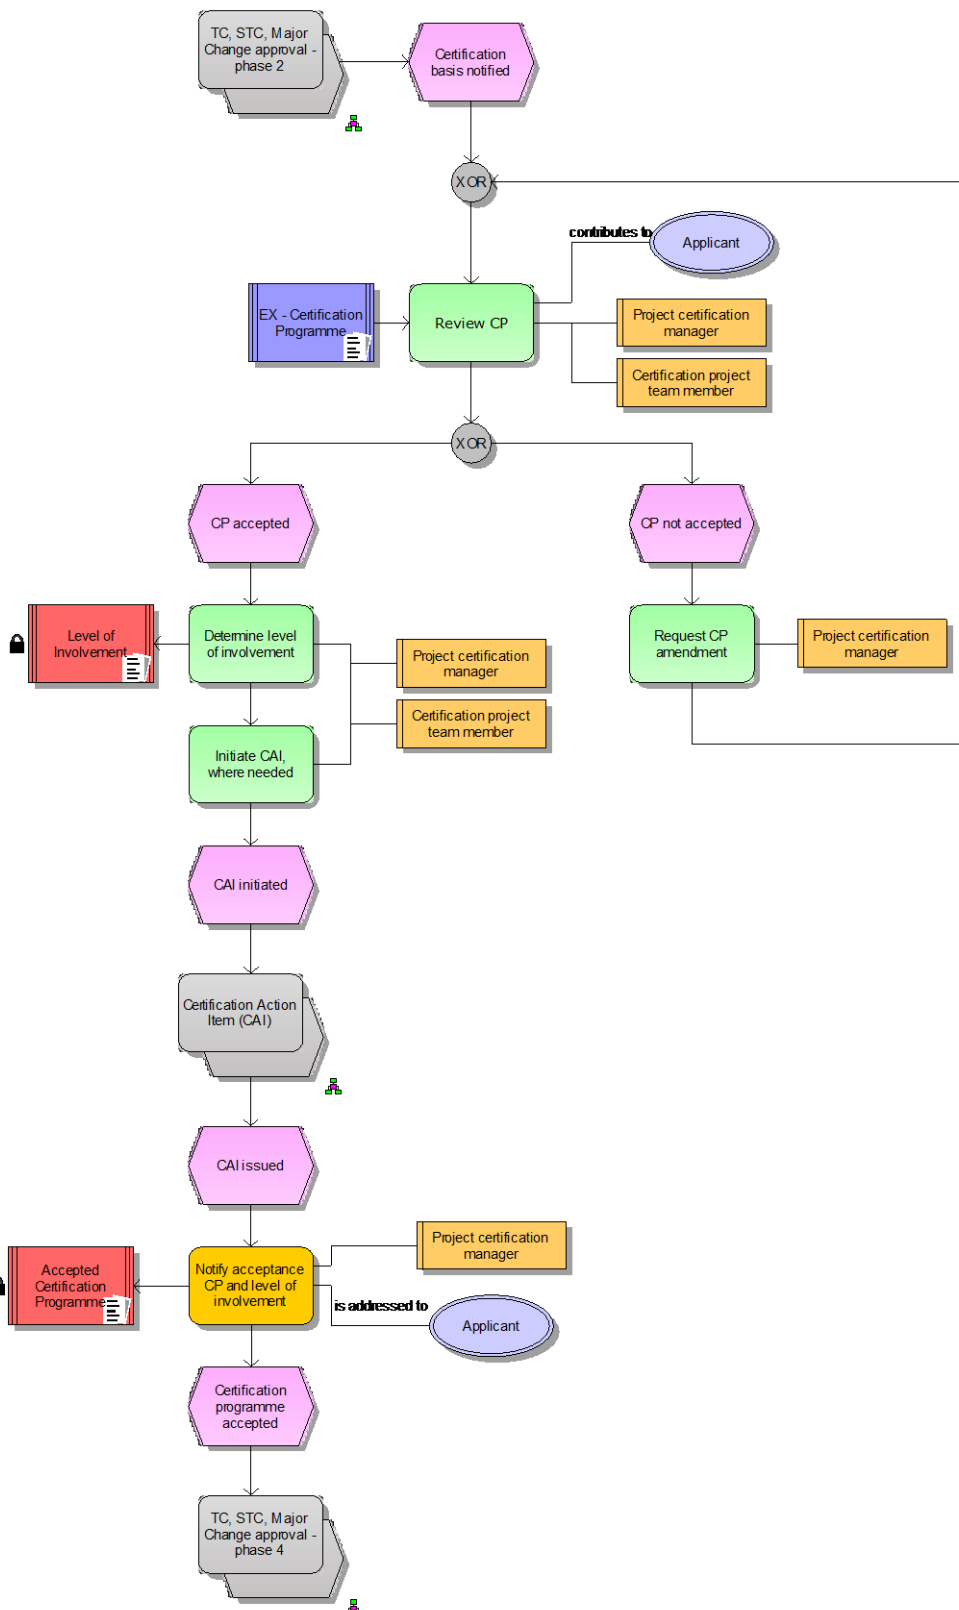 TC, STC, Major
Change approval -
phase 2
Certification
basis notified
XOR
contributes to
Applicant
EX - Certification
Programme
Review CP
Project certification
manager
Certification project
team member
XOR
CP accepted
CP not accepted
Level of
Involvement
Determine level
of involvement
Project certification
manager
Request CP
amendment
Project certification
manager
Certification project
team member
Initiate CAI,
where needed
CAI initiated
Certification Action
Item (CAI)
CAI issued
Project certification
manager
Accepted
Certification
Programme
Notify acceptance
CP and level of
involvement
is addressed to
Applicant
Certification
programme
accepted
TC, STC, Major
Change approval -
phase 4